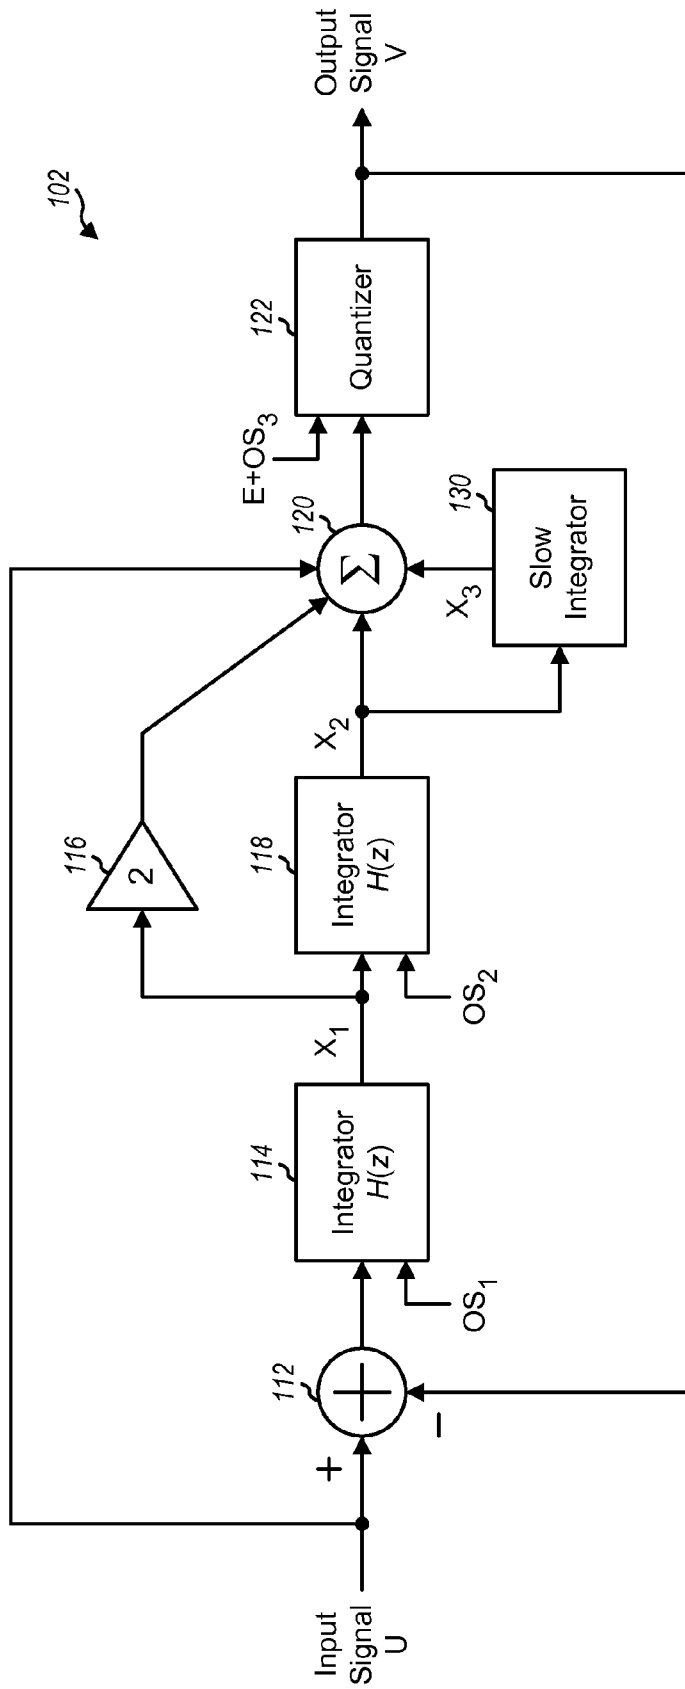 102
Input
Signal
U
+
−
112
OS₁
114
Integrator
H(z)
X₁
116
2
OS₂
118
Integrator
H(z)
X₂
X₃
130
Slow
Integrator
120
Σ
E+OS₃
122
Quantizer
Output
Signal
V